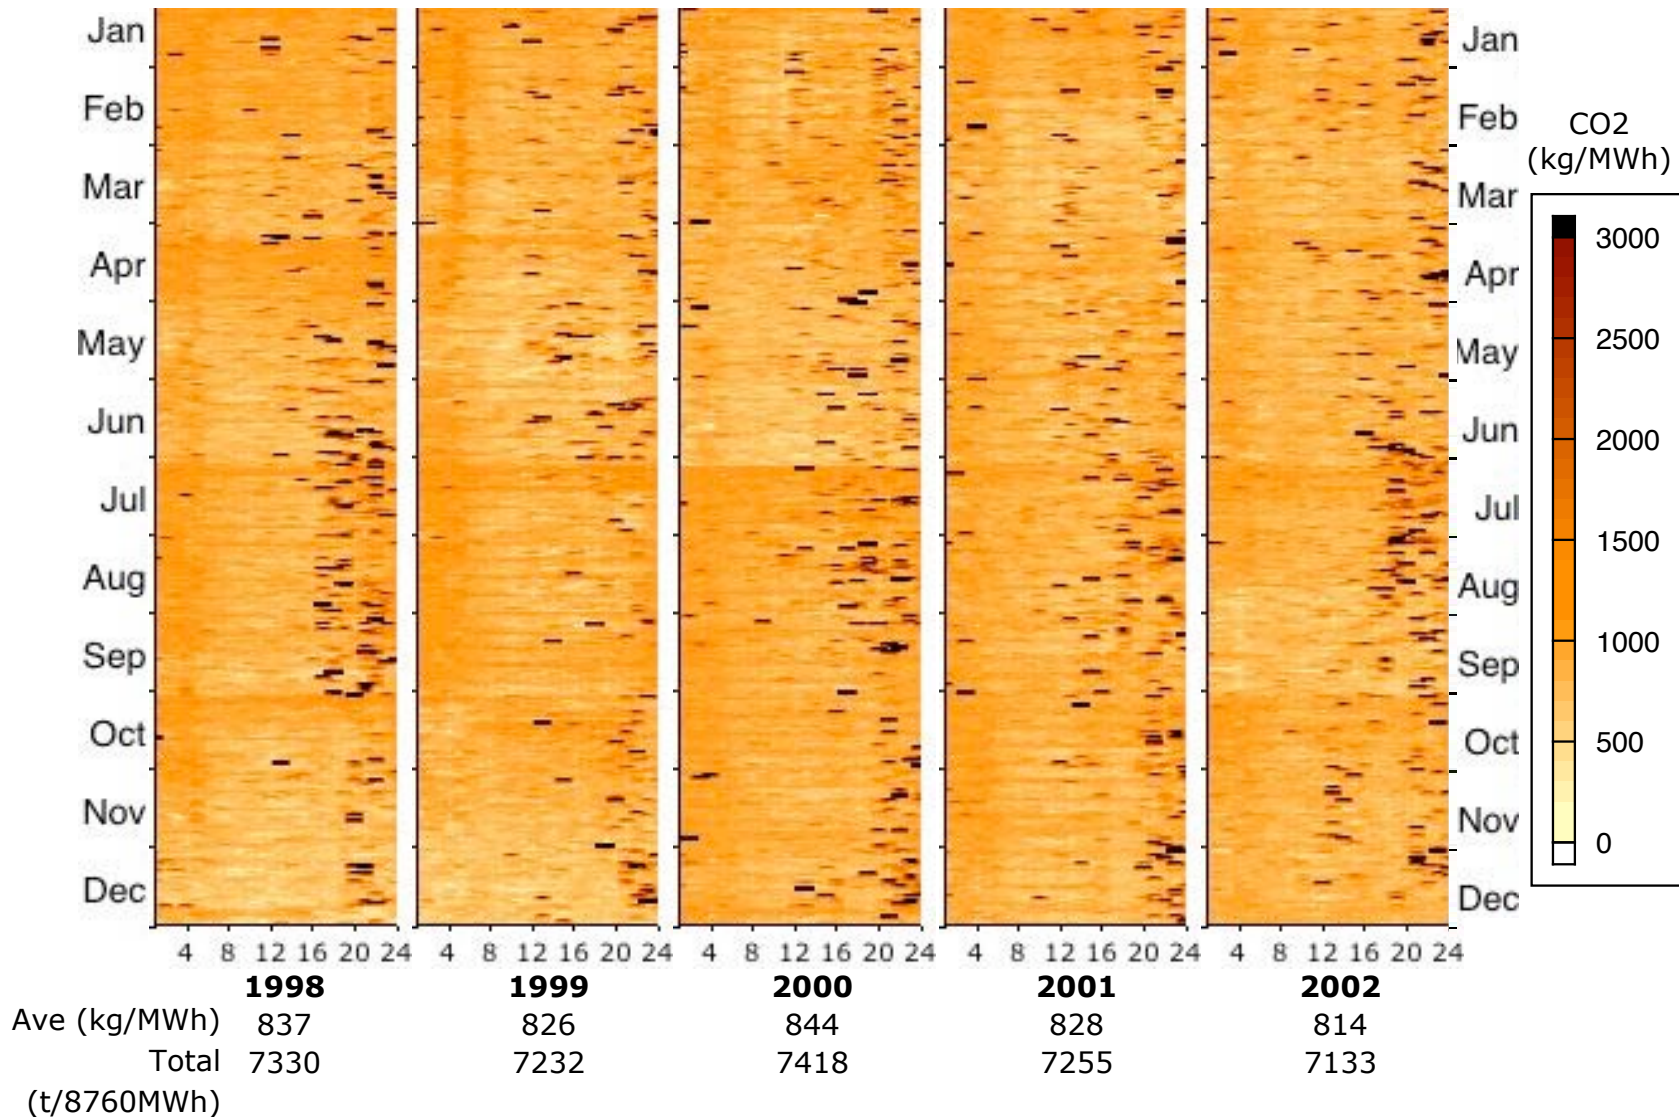 Jan
Feb
Mar
Apr
May
Jun
Jul
Aug
Sep
Oct
Nov
Dec
Jan
Feb
Mar
Apr
May
Jun
Jul
Aug
Sep
Oct
Nov
Dec
CO2
(kg/MWh)
3000
2500
2000
1500
1000
500
0
4 8 12 16 20 24 4 8 12 16 20 24 4 8 12 16 20 24 4 8 12 16 20 24 4 8 12 16 20 24
1998 1999 2000 2001 2002
Ave (kg/MWh) 837 826 844 828 814
Total 7330 7232 7418 7255 7133
(t/8760MWh)